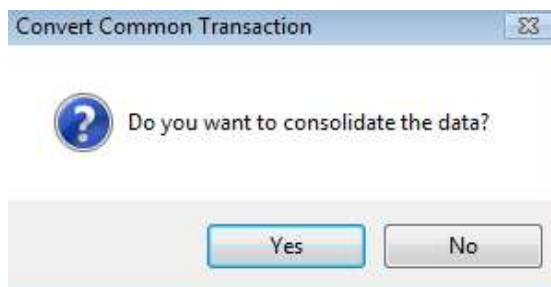 Convert Common Transaction
Do you want to consolidate the data?
Yes
No